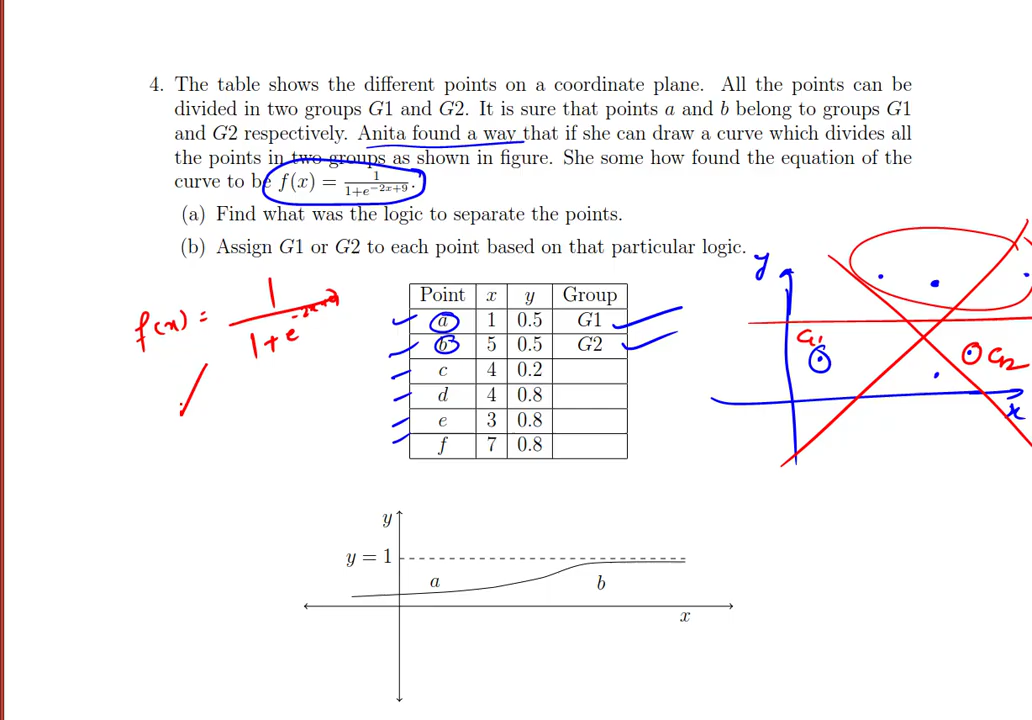 4. The table shows the different points on a coordinate plane. All the points can be
divided in two groups G1 and G2. It is sure that points a and b belong to groups G1
and G2 respectively. Anita found a way that if she can draw a curve which divides all
the points in two groups as shown in figure. She some how found the equation of the
curve to be f(x) = 1/(1+e^{-2x+9}).
(a) Find what was the logic to separate the points.
(b) Assign G1 or G2 to each point based on that particular logic.
y
Point x y Group
f(x) = 1/(1+e
a 1 0.5 G1
b 5 0.5 G2
c 4 0.2
d 4 0.8
e 3 0.8
f 7 0.8
G1
G2
x
y
y = 1
a
b
x